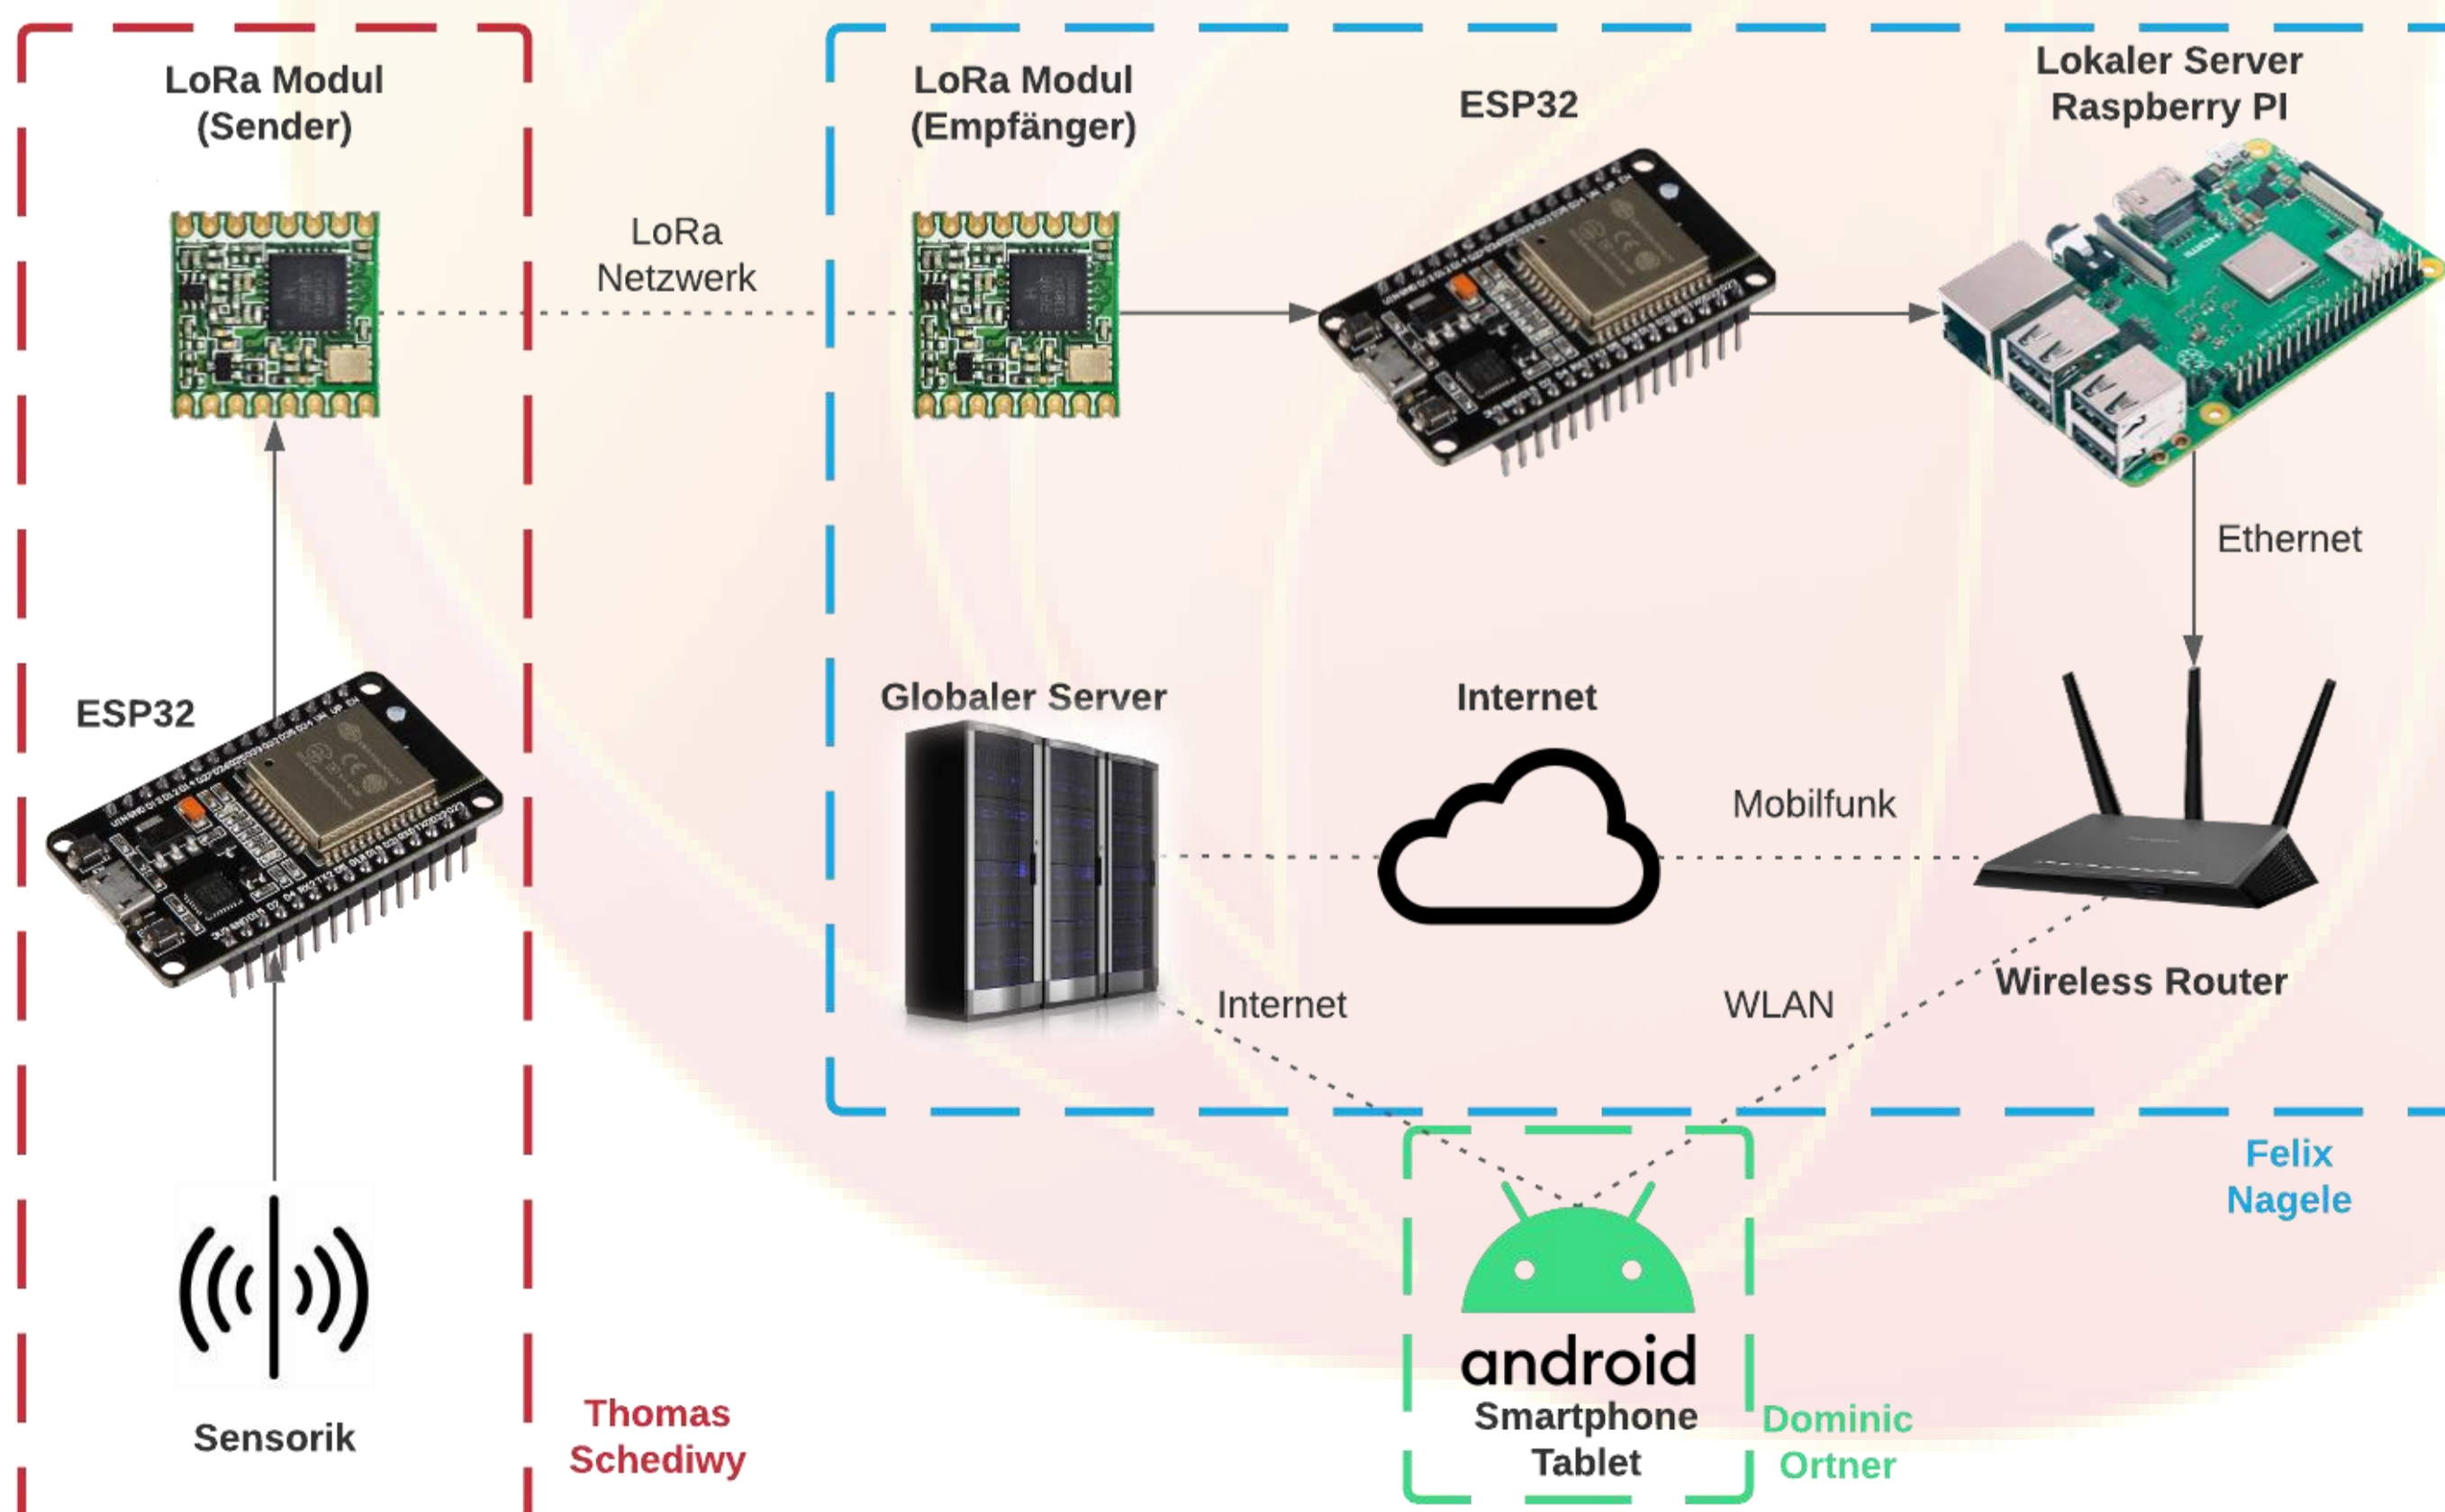 LoRa Modul
(Sender)
LoRa
Netzwerk
LoRa Modul
(Empfänger)
ESP32
Lokaler Server
Raspberry PI
Ethernet
ESP32
Globaler Server
Internet
Mobilfunk
Wireless Router
Internet
WLAN
Felix
Nagele
android
Smartphone
Tablet
Dominic
Ortner
Sensorik
Thomas
Schediwy